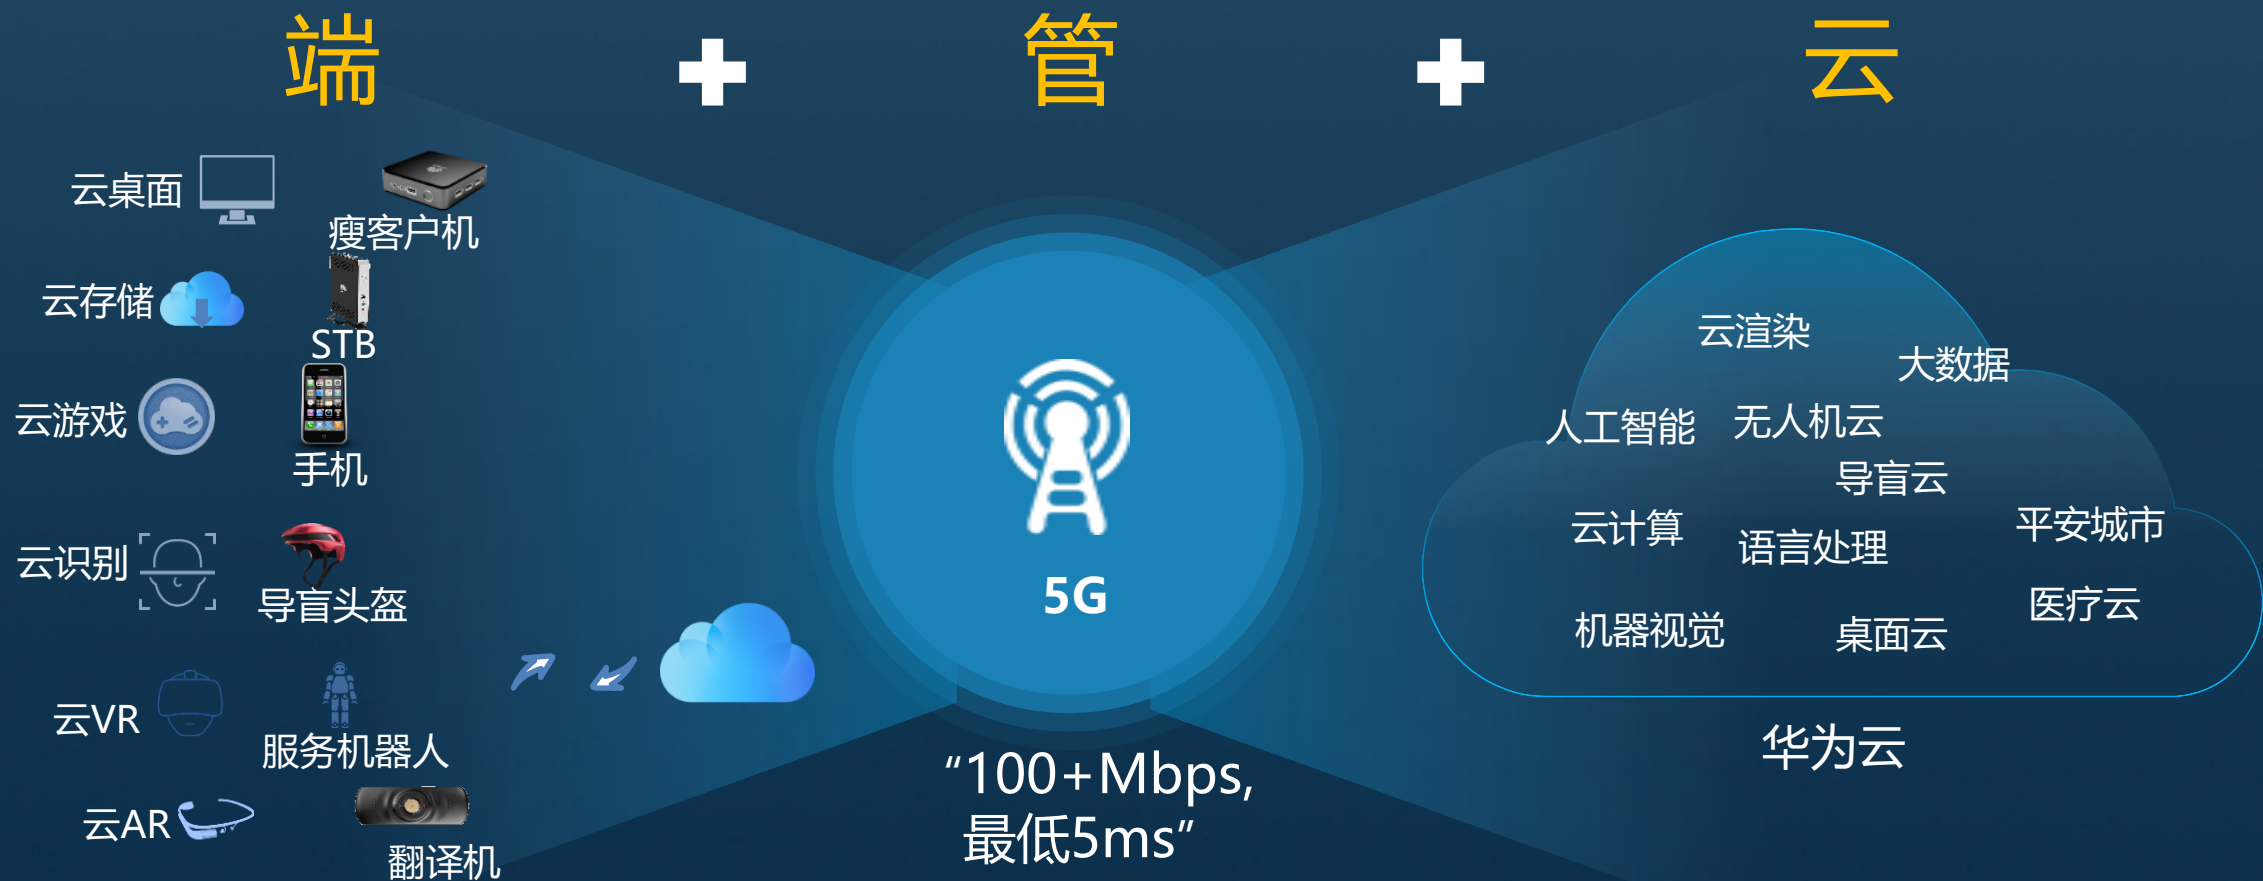 端
管
云
云桌面
瘦客户机
云存储
STB
云游戏
手机
云识别
导盲头盔
云VR
服务机器人
云AR
翻译机
5G
“100+Mbps,
最低5ms”
云渲染
大数据
人工智能
无人机云
导盲云
云计算
语言处理
平安城市
机器视觉
桌面云
医疗云
华为云